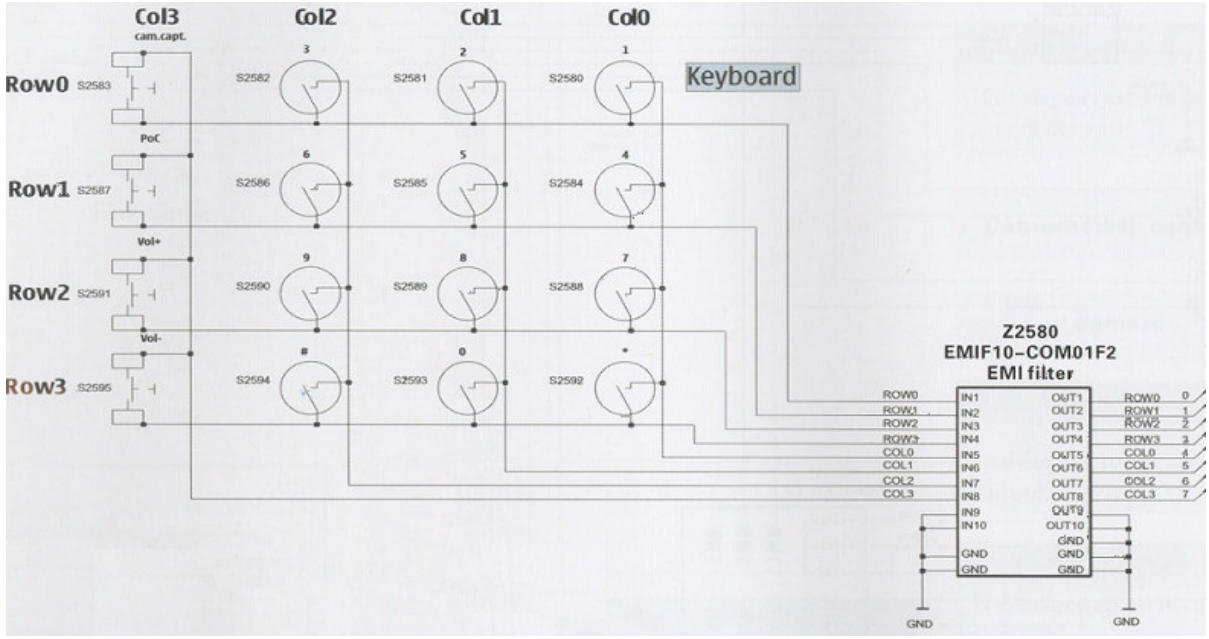 Col3 Col2 Col1 Col0
cam.capt.
3 2 1
Row0 S2583 S2582 S2581 S2580 Keyboard
PoC
6 5 4
Row1 S2587 S2586 S2585 S2584
Vol+
9 8 7
Row2 S2591 S2590 S2589 S2588
Vol-
# 0 *
Row3 S2595 S2594 S2593 S2592
Z2580
EMIF10-COM01F2
EMI filter
ROW0 IN1 OUT1 ROW0 0
ROW1 IN2 OUT2 ROW1 1
ROW2 IN3 OUT3 ROW2 2
ROW3 IN4 OUT4 ROW3 3
COL0 IN5 OUT5 COL0 4
COL1 IN6 OUT6 COL1 5
COL2 IN7 OUT7 COL2 6
COL3 IN8 OUT8 COL3 7
IN9 OUT9
IN10 OUT10
GND
GND GND
GND GND
GND GND